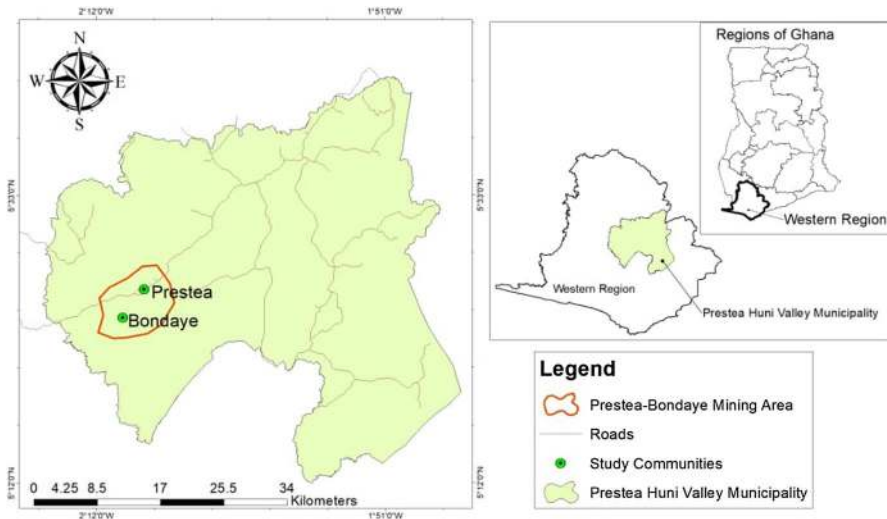 2°12'0"W
1°51'0"W
N
W
E
S
5°33'0"N
5°33'0"N
Prestea
Bondaye
5°12'0"N
5°12'0"N
0 4.25 8.5 17 25.5 34
Kilometers
2°12'0"W
1°51'0"W
Regions of Ghana
Western Region
Western Region
Prestea Huni Valley Municipality
Legend
Prestea-Bondaye Mining Area
Roads
Study Communities
Prestea Huni Valley Municipality